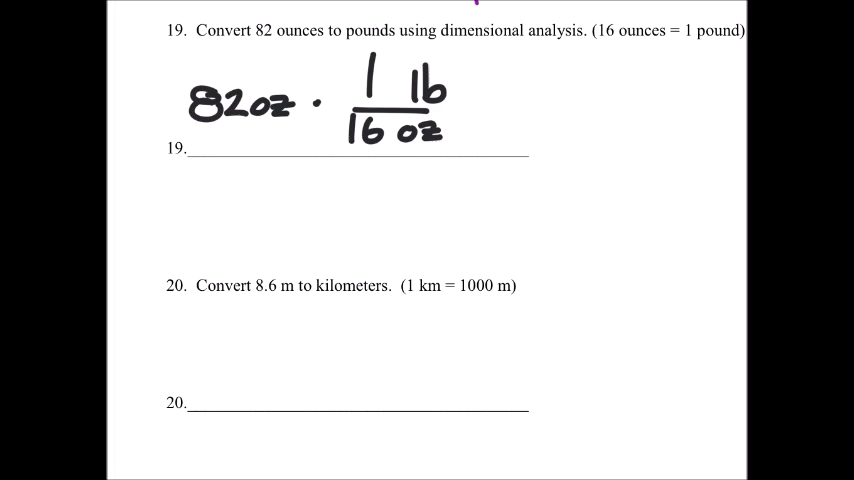 19. Convert 82 ounces to pounds using dimensional analysis. (16 ounces = 1 pound)
82oz · 1 lb
16 oz
19.
20. Convert 8.6 m to kilometers. (1 km = 1000 m)
20.